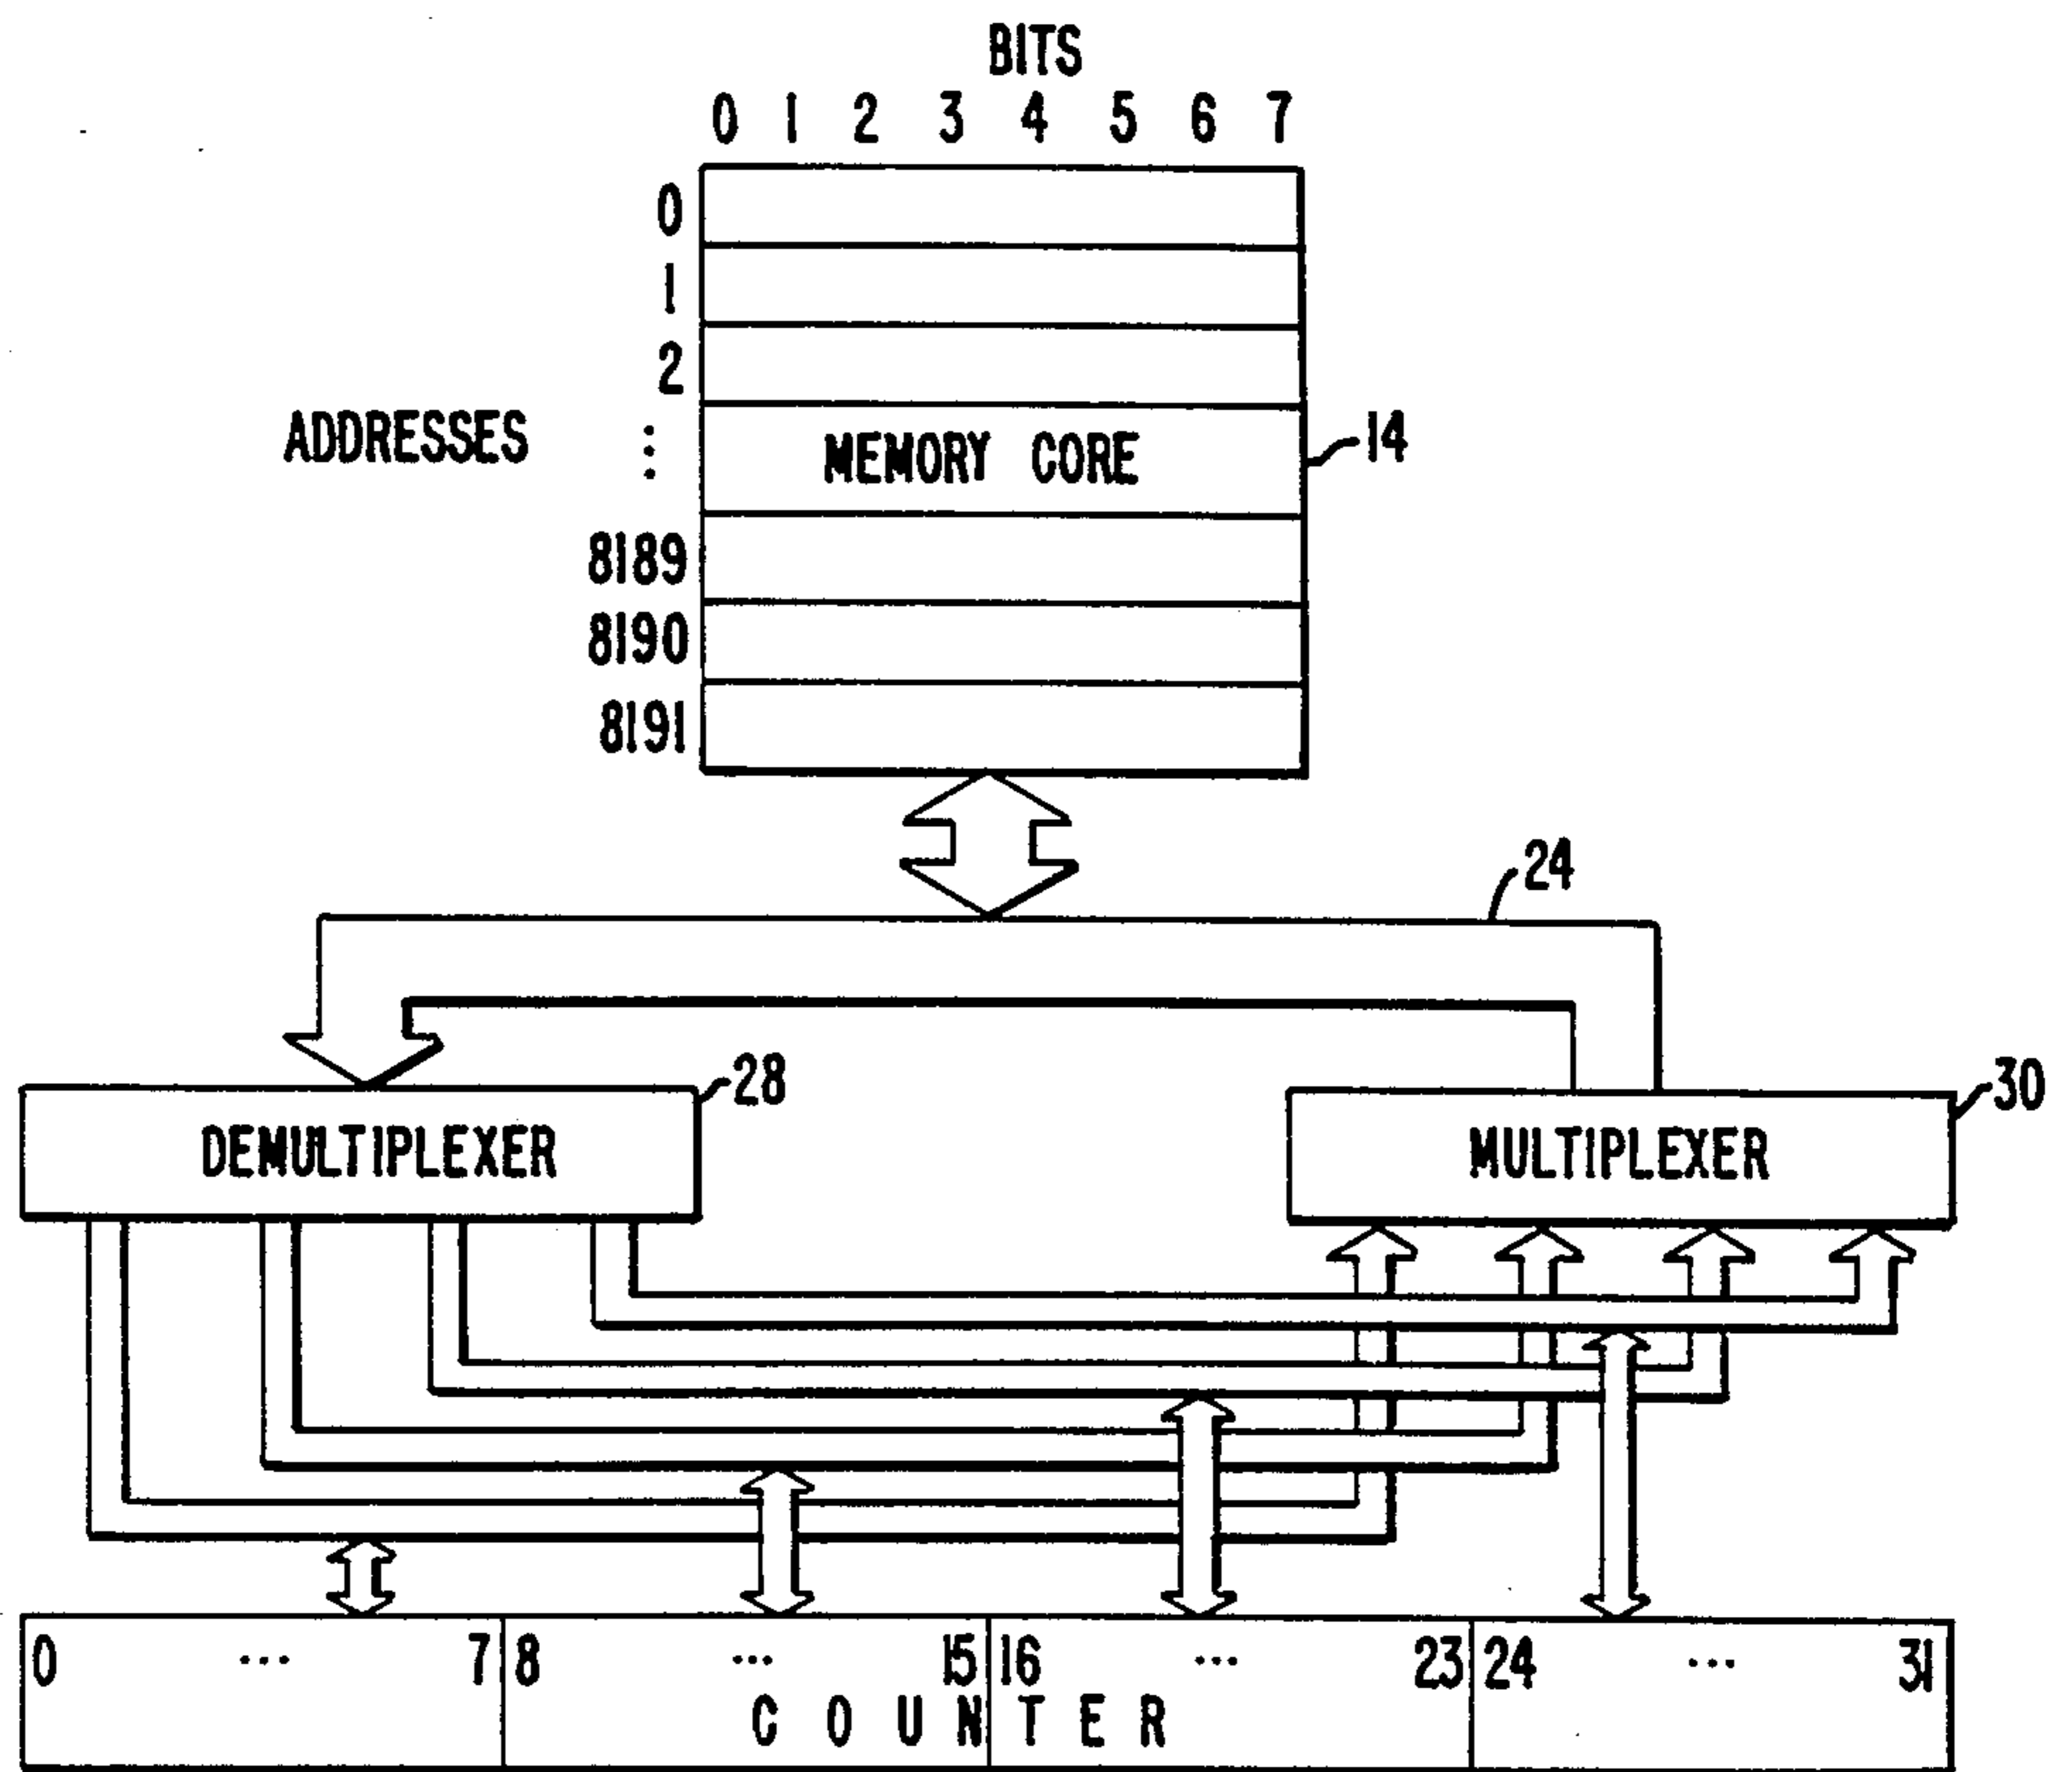 BITS
0 1 2 3 4 5 6 7
0
1
2
ADDRESSES ⋮ MEMORY CORE 14
8189
8190
8191
24
28
30
DEMULTIPLEXER MULTIPLEXER
0 ... 7 8 ... 15 16 ... 23 24 ... 31
COUNTER